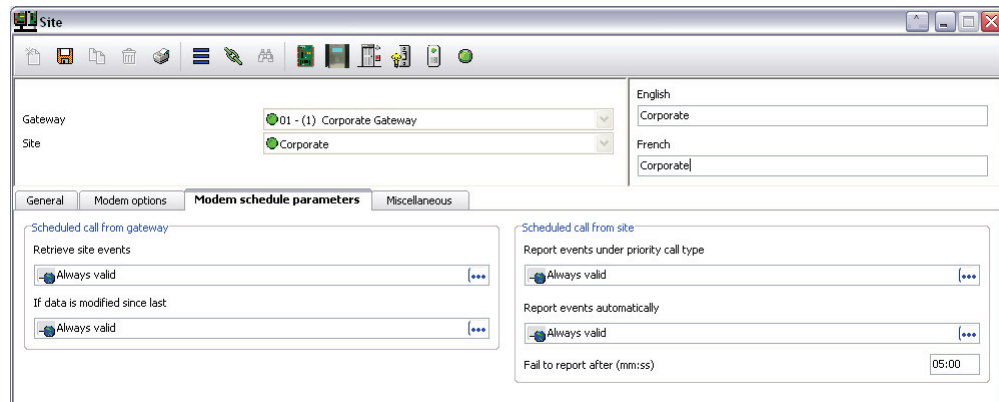 Site
English
Gateway
01 - (1) Corporate Gateway
Corporate
Site
Corporate
French
Corporate
General
Modem options
Modem schedule parameters
Miscellaneous
Scheduled call from gateway
Retrieve site events
Always valid
If data is modified since last
Always valid
Scheduled call from site
Report events under priority call type
Always valid
Report events automatically
Always valid
Fail to report after (mm:ss)
05:00